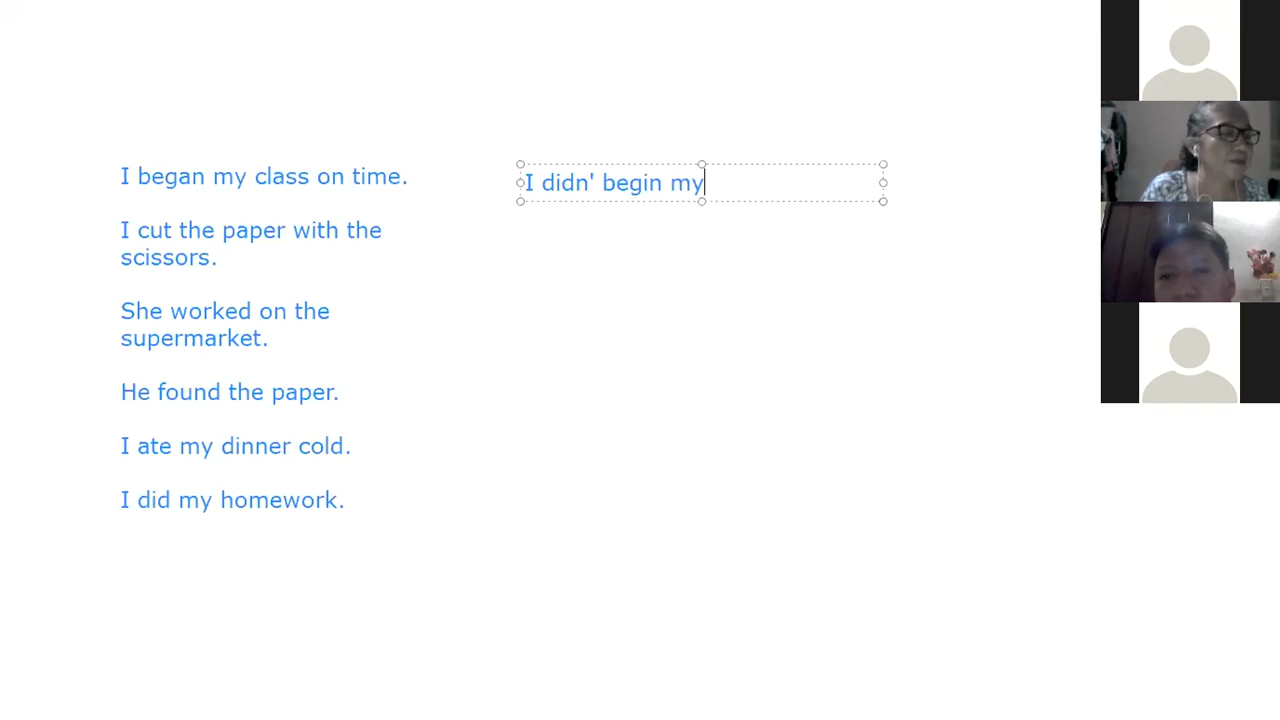 I began my class on time.
I cut the paper with the
scissors.
She worked on the
supermarket.
He found the paper.
I ate my dinner cold.
I did my homework.
I didn' begin my